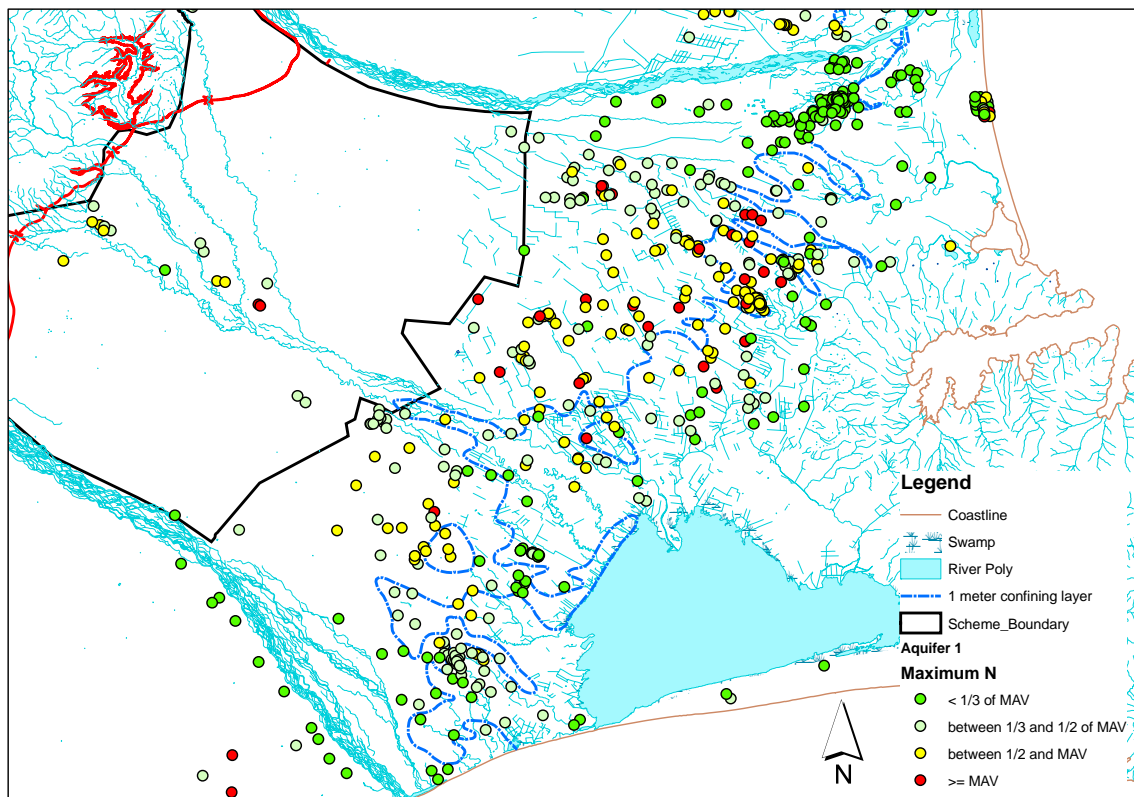 Legend
Coastline
Swamp
River Poly
1 meter confining layer
Scheme_Boundary
Aquifer 1
Maximum N
< 1/3 of MAV
between 1/3 and 1/2 of MAV
between 1/2 and MAV
>= MAV
N